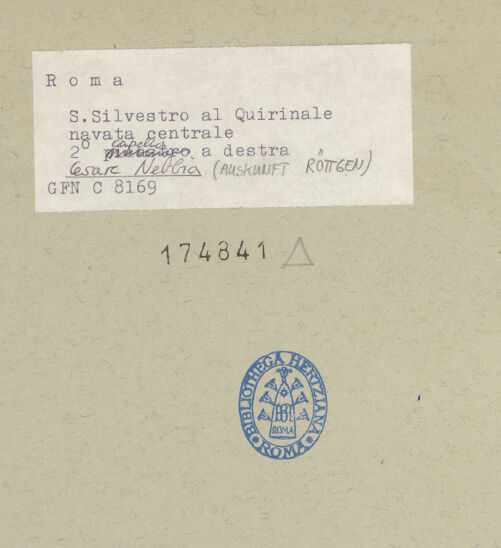 Roma
S.Silvestro al Quirinale
navata centrale
2° capella a destra
Cesare Nebbia (AUSKUNFT RÖTTGEN)
GFN C 8169
174841
BIBLIOTHECA HERTZIANA
ROMA
ROMA